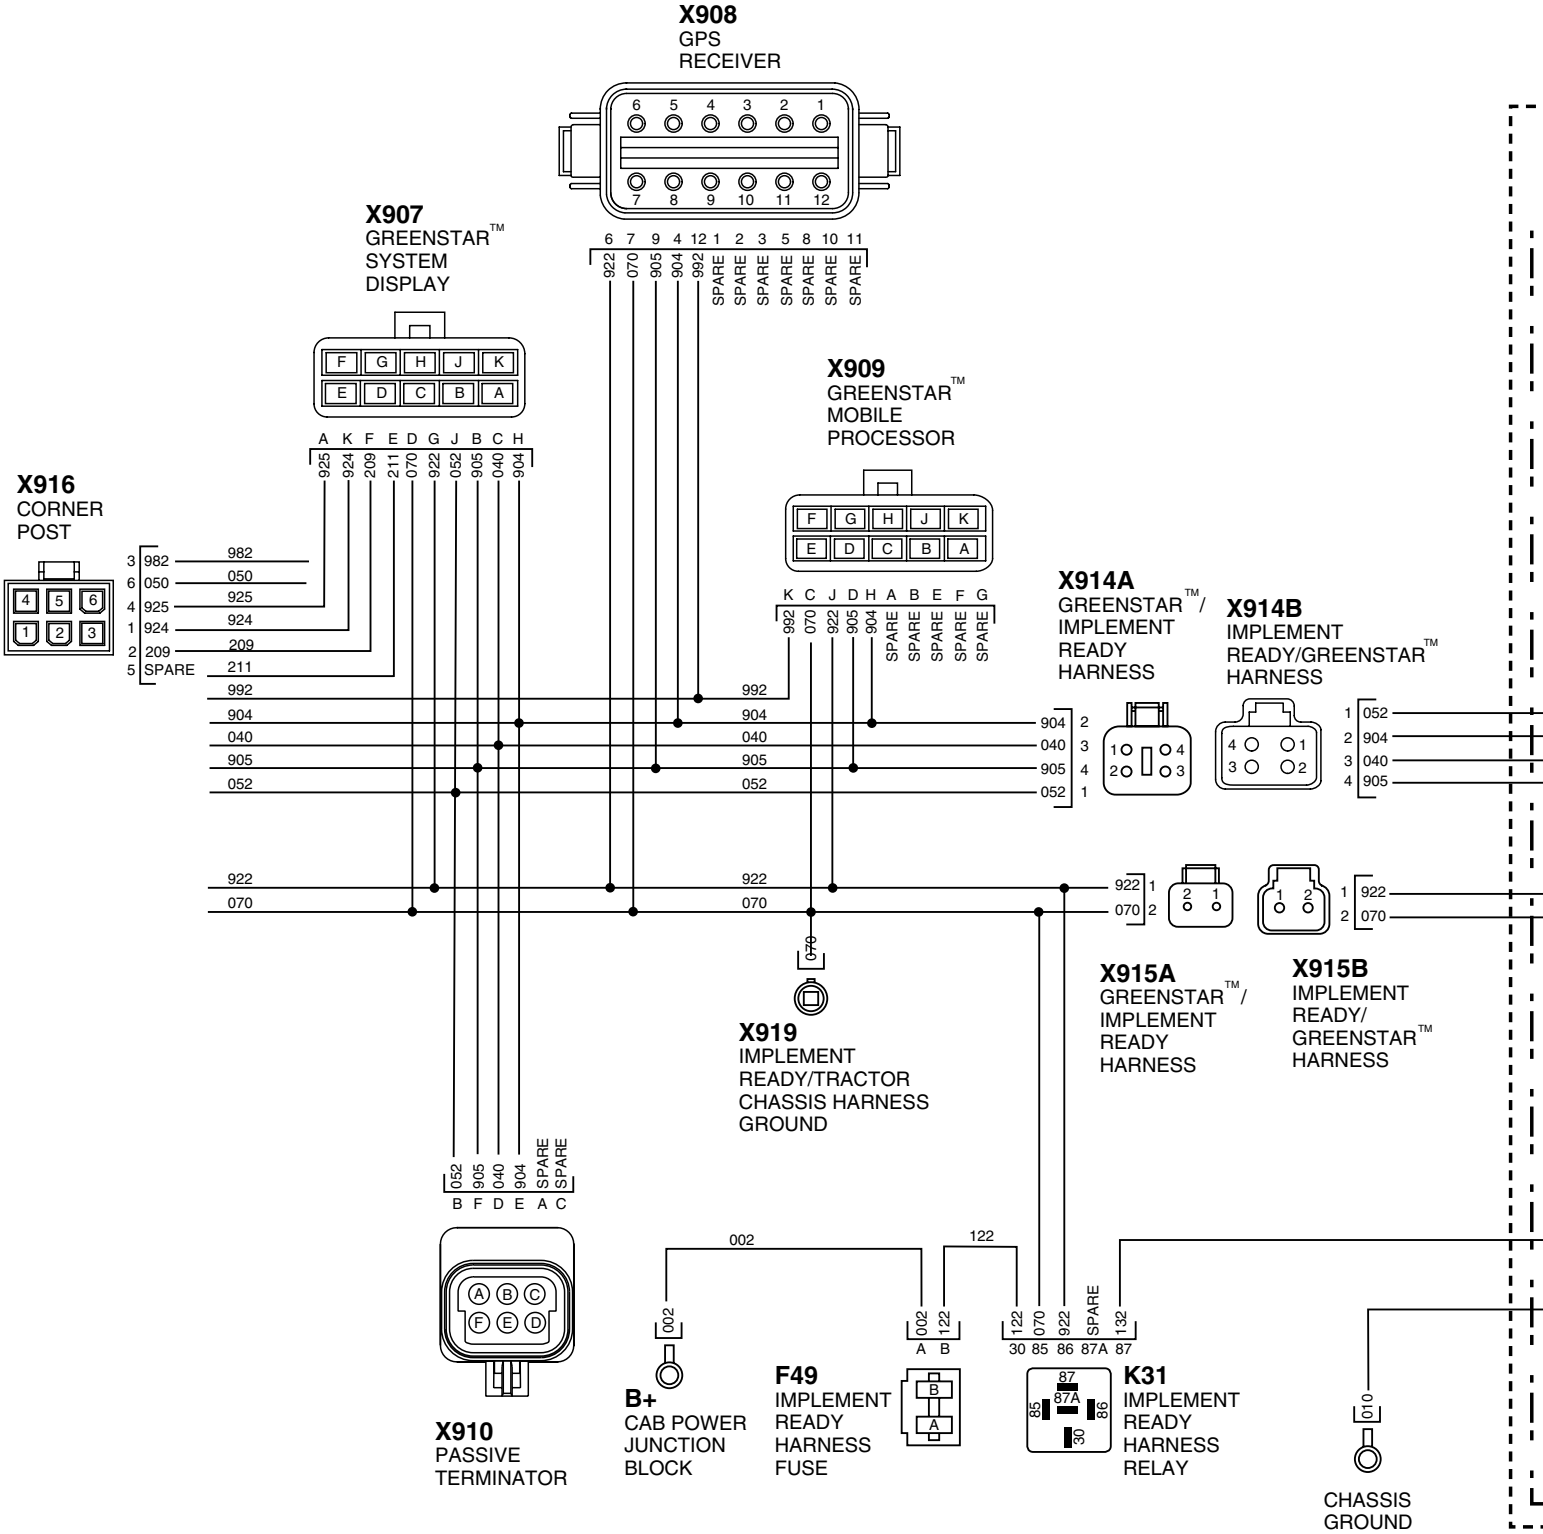 X908
GPS
RECEIVER
6 5 4 3 2 1
7 8 9 10 11 12
6 7 9 4 12 1 2 3 5 8 10 11
922 070 905 904 992 SPARE SPARE SPARE SPARE SPARE SPARE SPARE
X907
GREENSTAR™
SYSTEM
DISPLAY
F G H J K
E D C B A
A K F E D G J B C H
925 924 209 211 070 922 052 905 040 904
X909
GREENSTAR™
MOBILE
PROCESSOR
F G H J K
E D C B A
K C J D H A B E F G
992 070 922 905 904 SPARE SPARE SPARE SPARE SPARE
X916
CORNER
POST
4 5 6
1 2 3
3 982 982
6 050 050
4 925 925
1 924 924
2 209 209
5 SPARE 211
992 992
904 904 904 2
040 040 040 3
905 905 905 4
052 052 052 1
X914A
GREENSTAR™/
IMPLEMENT
READY
HARNESS
1 4
2 3
X914B
IMPLEMENT
READY/GREENSTAR™
HARNESS
4 1
3 2
1 052
2 904
3 040
4 905
922 922 922 1
070 070 070 2
2 1
1 2
1 922
2 070
X915A
GREENSTAR™/
IMPLEMENT
READY
HARNESS
X915B
IMPLEMENT
READY/
GREENSTAR™
HARNESS
070
X919
IMPLEMENT
READY/TRACTOR
CHASSIS HARNESS
GROUND
052 905 040 904 SPARE SPARE
B F D E A C
A B C
F E D
X910
PASSIVE
TERMINATOR
002
122
002
B+
CAB POWER
JUNCTION
BLOCK
002 122
A B
F49
IMPLEMENT
READY
HARNESS
FUSE
B
A
122 070 922 SPARE 132
30 85 86 87A 87
87
85 87A 86
30
K31
IMPLEMENT
READY
HARNESS
RELAY
010
CHASSIS
GROUND